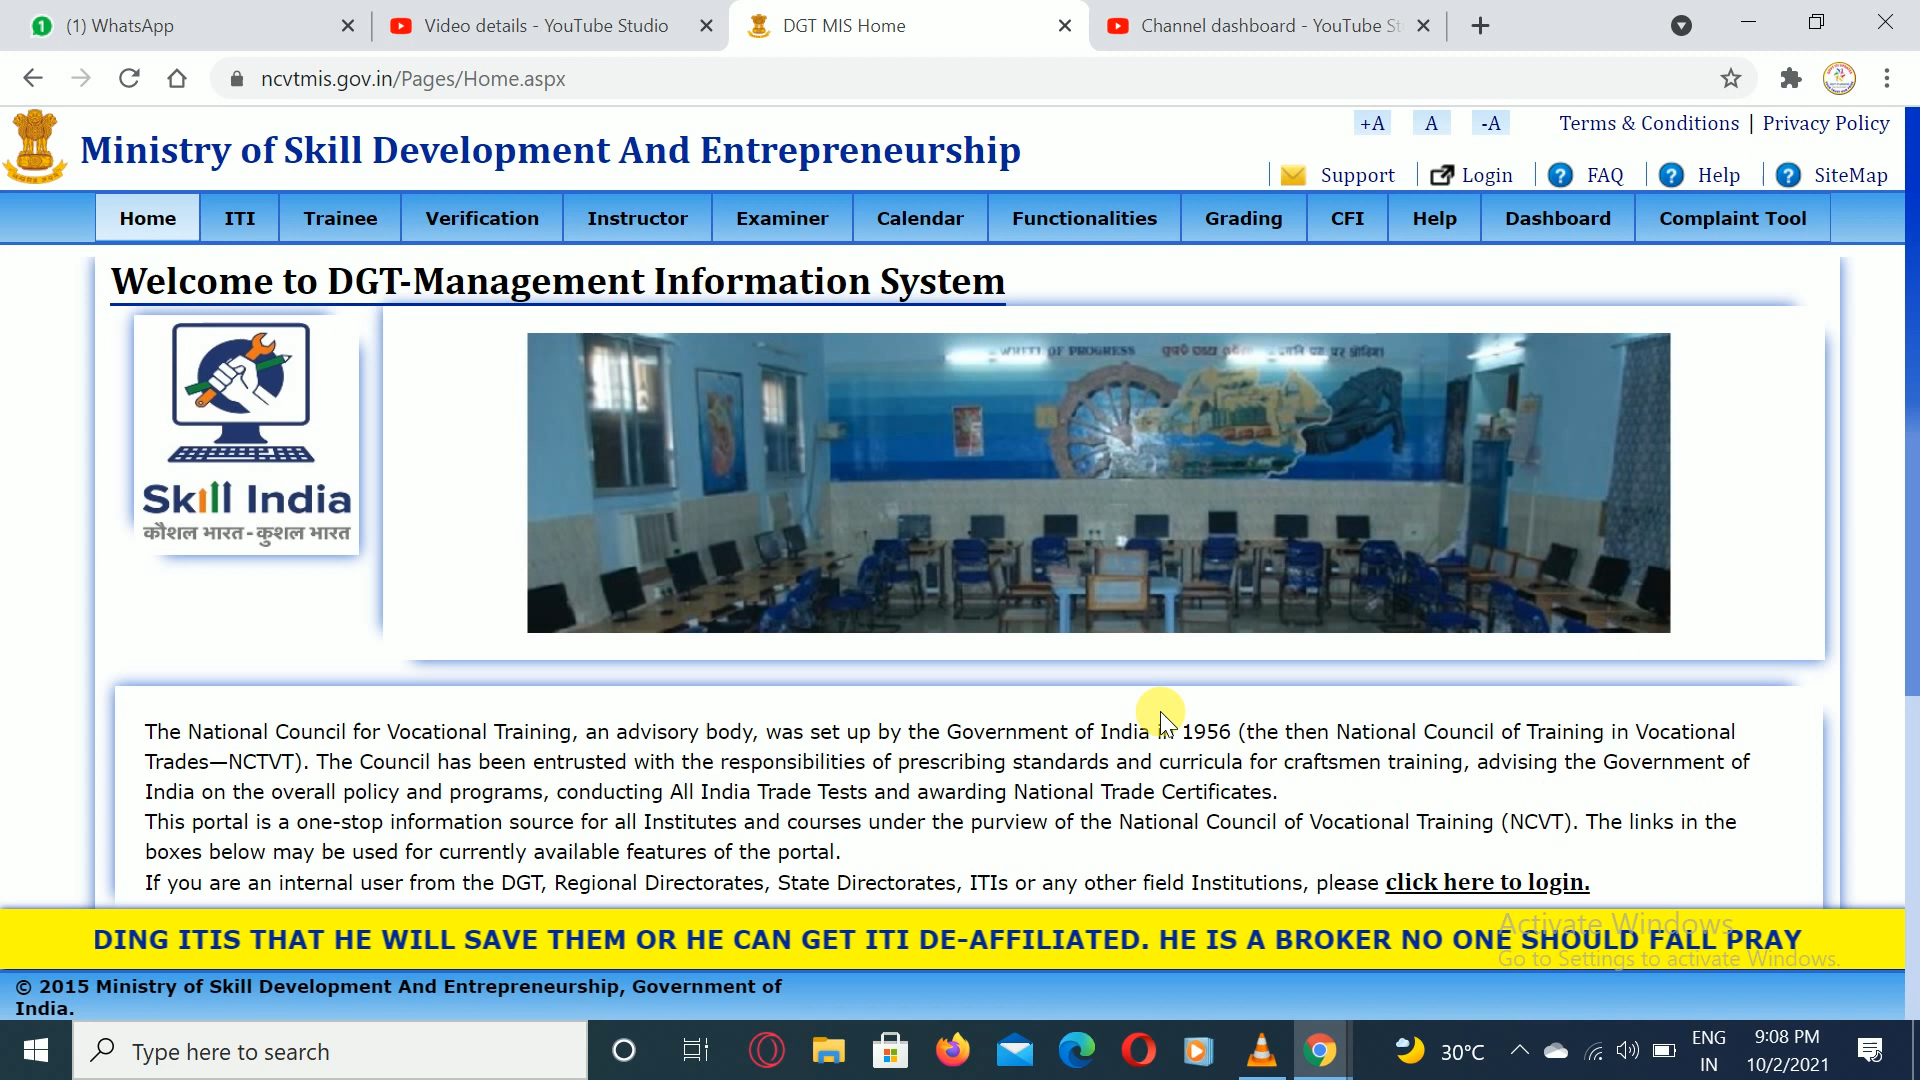 (1) WhatsApp
Video details - YouTube Studio
DGT MIS Home
Channel dashboard - YouTube St
ncvtmis.gov.in/Pages/Home.aspx
+A A -A Terms & Conditions | Privacy Policy
Ministry of Skill Development And Entrepreneurship
Support Login FAQ Help SiteMap
Home ITI Trainee Verification Instructor Examiner Calendar Functionalities Grading CFI Help Dashboard Complaint Tool
Welcome to DGT-Management Information System
OF PROGRESS
Skill India
कौशल भारत - कुशल भारत
The National Council for Vocational Training, an advisory body, was set up by the Government of India in 1956 (the then National Council of Training in Vocational
Trades—NCTVT). The Council has been entrusted with the responsibilities of prescribing standards and curricula for craftsmen training, advising the Government of
India on the overall policy and programs, conducting All India Trade Tests and awarding National Trade Certificates.
This portal is a one-stop information source for all Institutes and courses under the purview of the National Council of Vocational Training (NCVT). The links in the
boxes below may be used for currently available features of the portal.
If you are an internal user from the DGT, Regional Directorates, State Directorates, ITIs or any other field Institutions, please click here to login.
DING ITIS THAT HE WILL SAVE THEM OR HE CAN GET ITI DE-AFFILIATED. HE IS A BROKER NO ONE SHOULD FALL PRAY
Activate Windows
Go to Settings to activate Windows.
© 2015 Ministry of Skill Development And Entrepreneurship, Government of
India.
Type here to search
30°C
ENG
IN
9:08 PM
10/2/2021